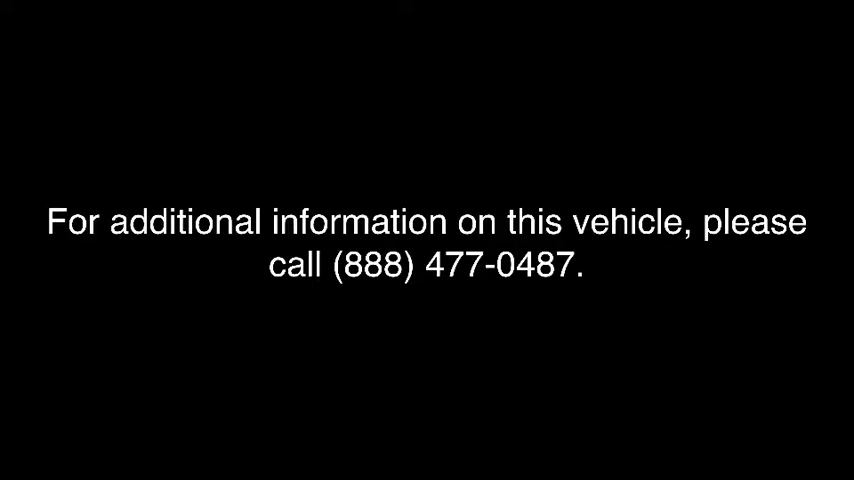 For additional information on this vehicle, please
call (888) 477-0487.